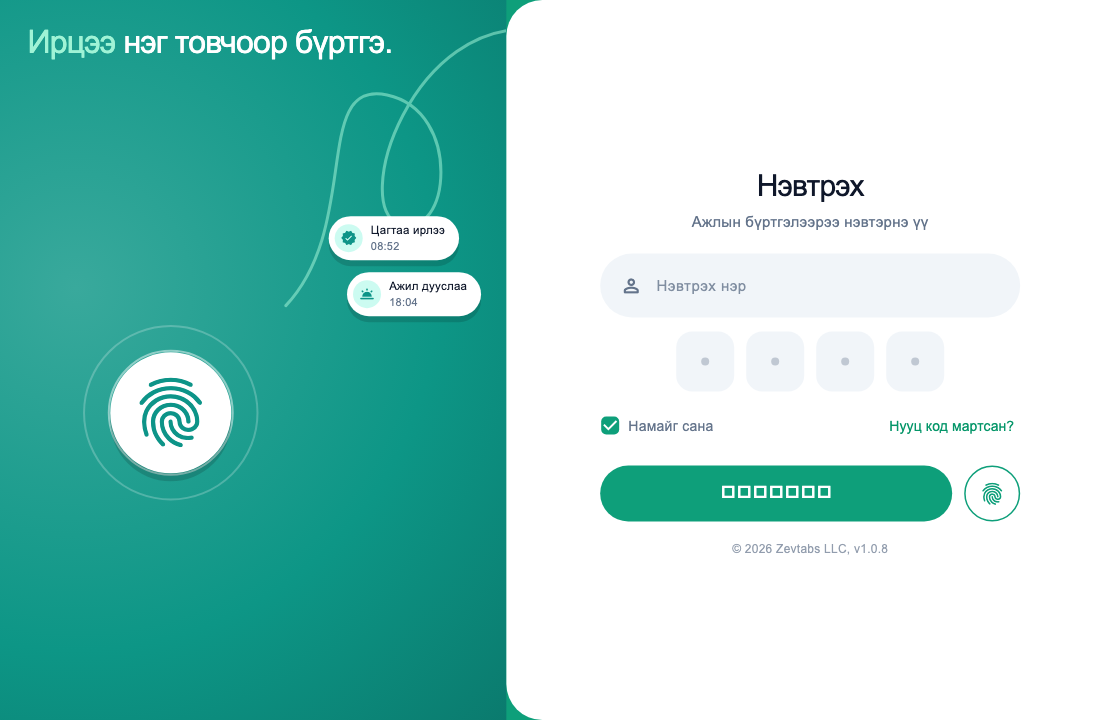 Ирцээ нэг товчоор бүртгэ.
Цагтаа ирлээ
08:52
Ажил дууслаа
18:04
Нэвтрэх
Ажлын бүртгэлээрээ нэвтэрнэ үү
Нэвтрэх нэр
Намайг сана
Нууц код мартсан?
© 2026 Zevtabs LLC, v1.0.8